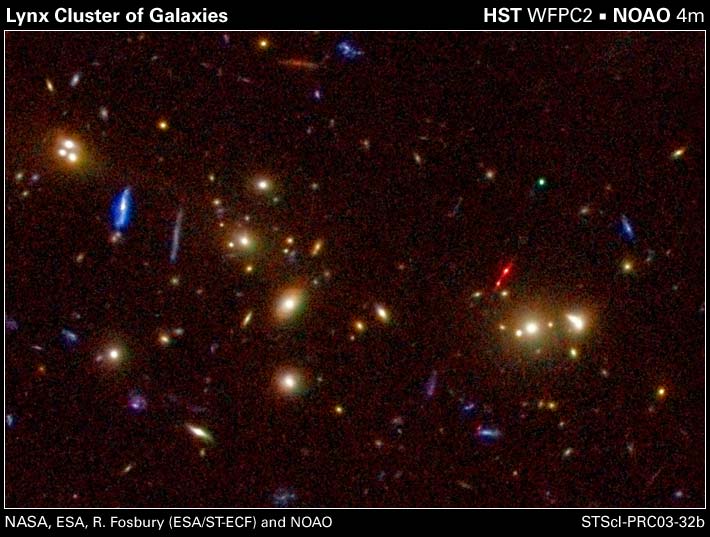 Lynx Cluster of Galaxies
HST WFPC2 ▪ NOAO 4m
NASA, ESA, R. Fosbury (ESA/ST-ECF) and NOAO
STScI-PRC03-32b